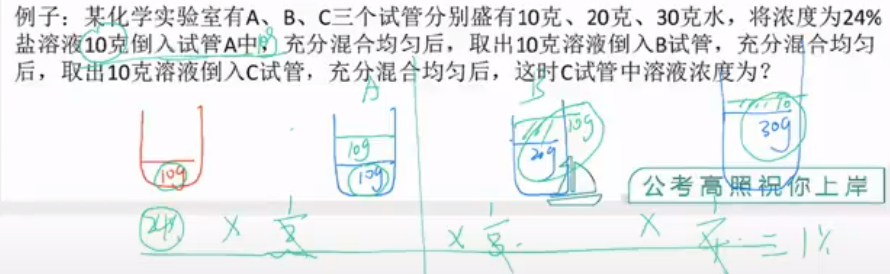 例子：某化学实验室有A、B、C三个试管分别盛有10克、20克、30克水，将浓度为24%
盐溶液10克倒入试管A中，充分混合均匀后，取出10克溶液倒入B试管，充分混合均匀
后，取出10克溶液倒入C试管，充分混合均匀后，这时C试管中溶液浓度为？
A B
10g 10g 10g 10
10g 20g 30g
公考高照祝你上岸
24% × 1/2 × 1/3 × 1/4 = 1%